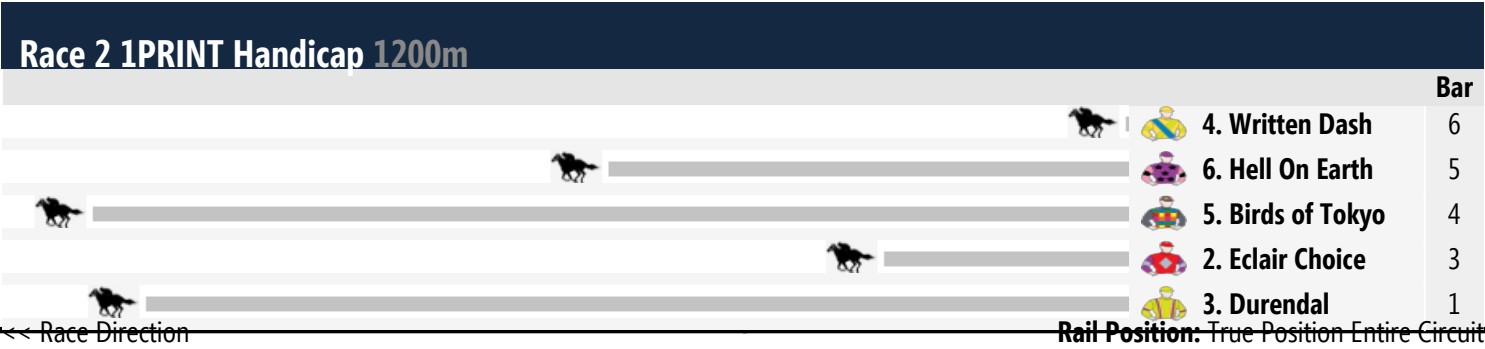 Race 2 1PRINT Handicap 1200m
Bar
4. Written Dash 6
6. Hell On Earth 5
5. Birds of Tokyo 4
2. Eclair Choice 3
3. Durendal 1
<< Race Direction Rail Position: True Position Entire Circuit